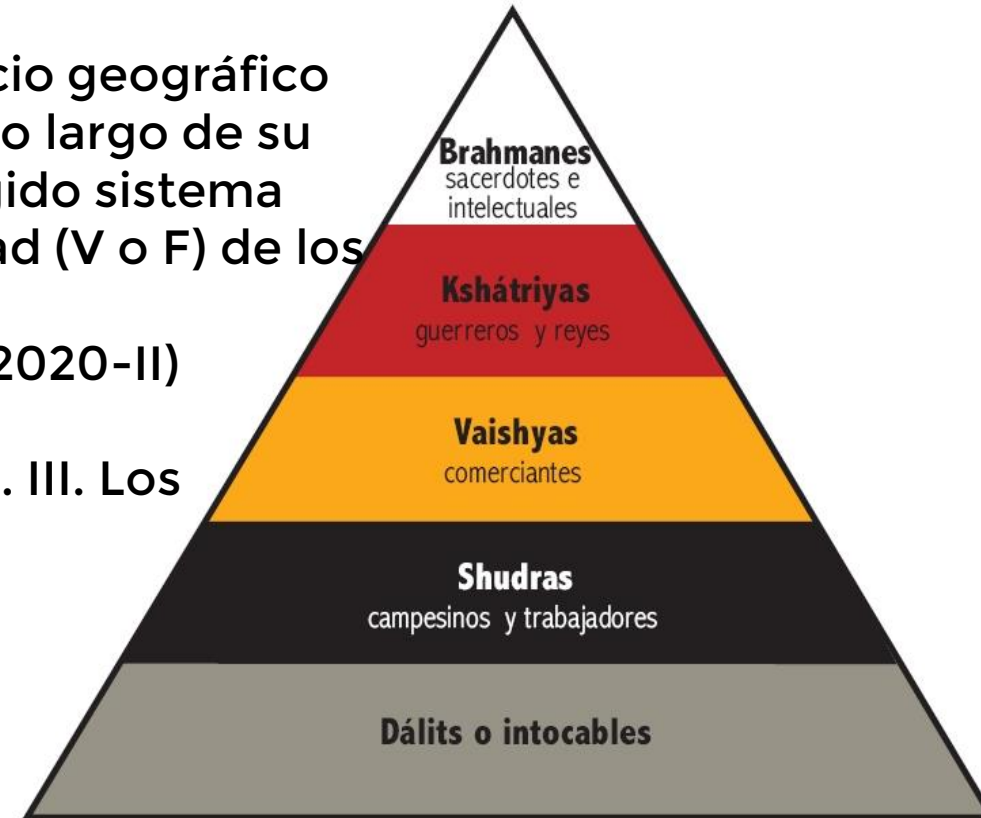 cio geográfico
o largo de su
gido sistema
ad (V o F) de los
2020-II)
. III. Los
Brahmanes
sacerdotes e
intelectuales
Kshátriyas
guerreros y reyes
Vaishyas
comerciantes
Shudras
campesinos y trabajadores
Dálits o intocables